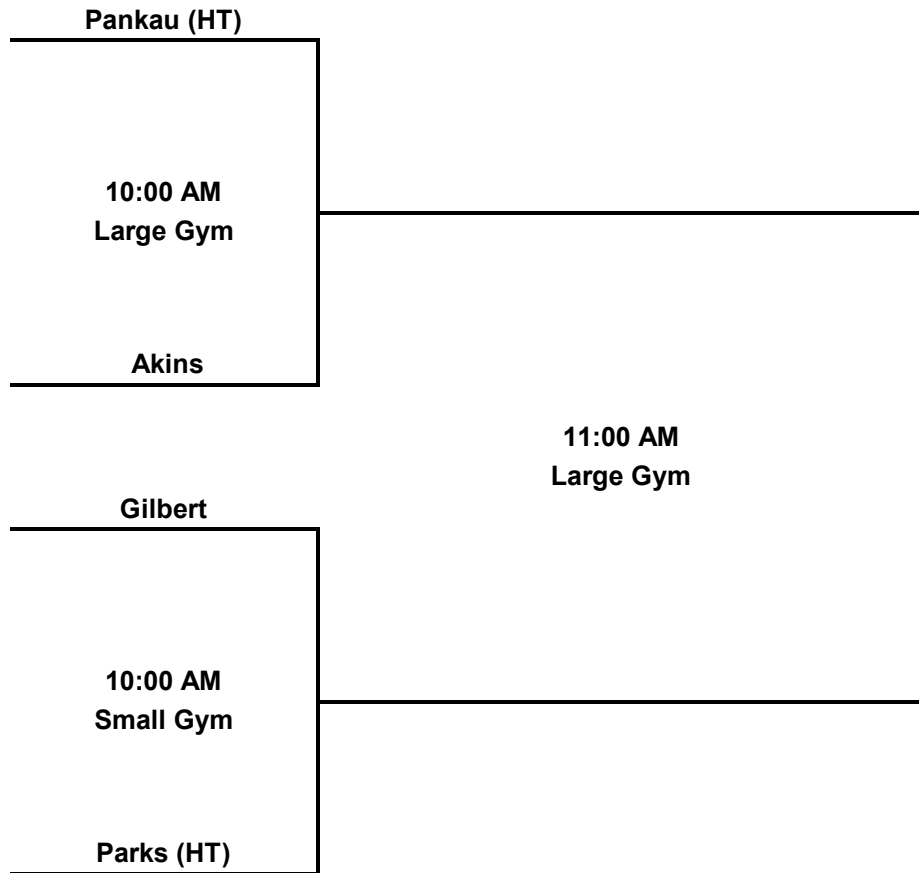 Pankau (HT)
10:00 AM
Large Gym
Akins
11:00 AM
Large Gym
Gilbert
10:00 AM
Small Gym
Parks (HT)